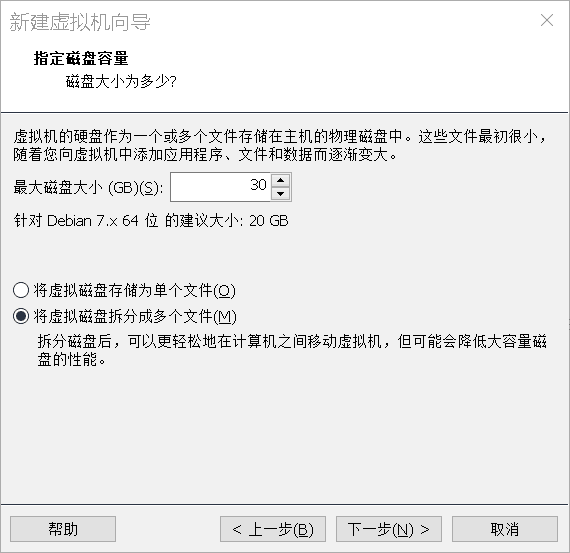 新建虚拟机向导
指定磁盘容量
磁盘大小为多少?
虚拟机的硬盘作为一个或多个文件存储在主机的物理磁盘中。这些文件最初很小，
随着您向虚拟机中添加应用程序、文件和数据而逐渐变大。
最大磁盘大小 (GB)(S): 30
针对 Debian 7.x 64 位 的建议大小: 20 GB
将虚拟磁盘存储为单个文件(O)
将虚拟磁盘拆分成多个文件(M)
拆分磁盘后，可以更轻松地在计算机之间移动虚拟机，但可能会降低大容量磁
盘的性能。
帮助 < 上一步(B) 下一步(N) > 取消